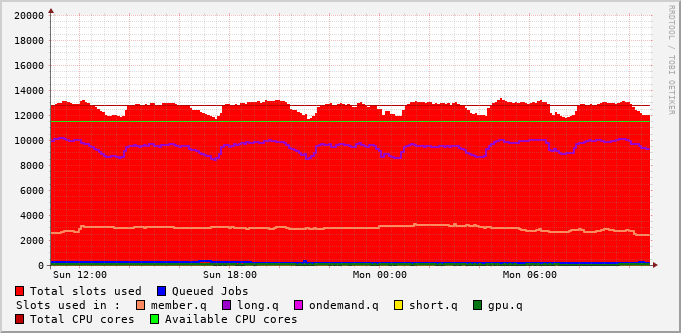 RRDTOOL / TOBI OETIKER
20000
18000
16000
14000
12000
10000
8000
6000
4000
2000
0
Sun 12:00 Sun 18:00 Mon 00:00 Mon 06:00
Total slots used Queued Jobs
Slots used in : member.q long.q ondemand.q short.q gpu.q
Total CPU cores Available CPU cores